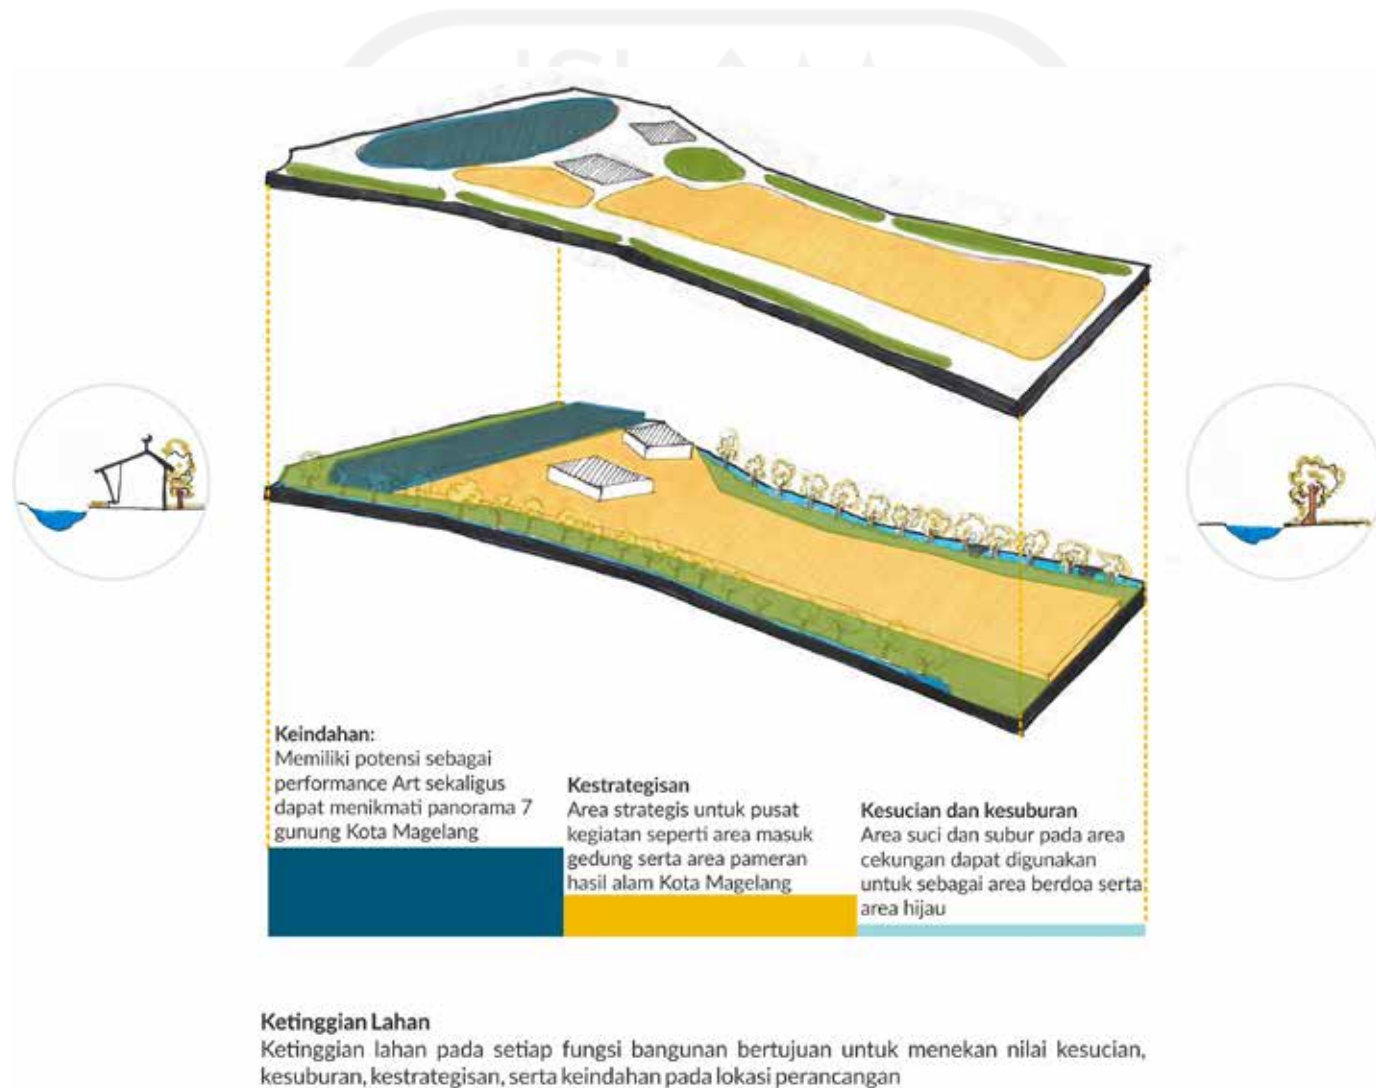 ISLAM
Keindahan:
Memiliki potensi sebagai
performance Art sekaligus
dapat menikmati panorama 7
gunung Kota Magelang
Kestrategisan
Area strategis untuk pusat
kegiatan seperti area masuk
gedung serta area pameran
hasil alam Kota Magelang
Kesucian dan kesuburan
Area suci dan subur pada area
cekungan dapat digunakan
untuk sebagai area berdoa serta
area hijau
Ketinggian Lahan
Ketinggian lahan pada setiap fungsi bangunan bertujuan untuk menekan nilai kesucian,
kesuburan, kestrategisan, serta keindahan pada lokasi perancangan